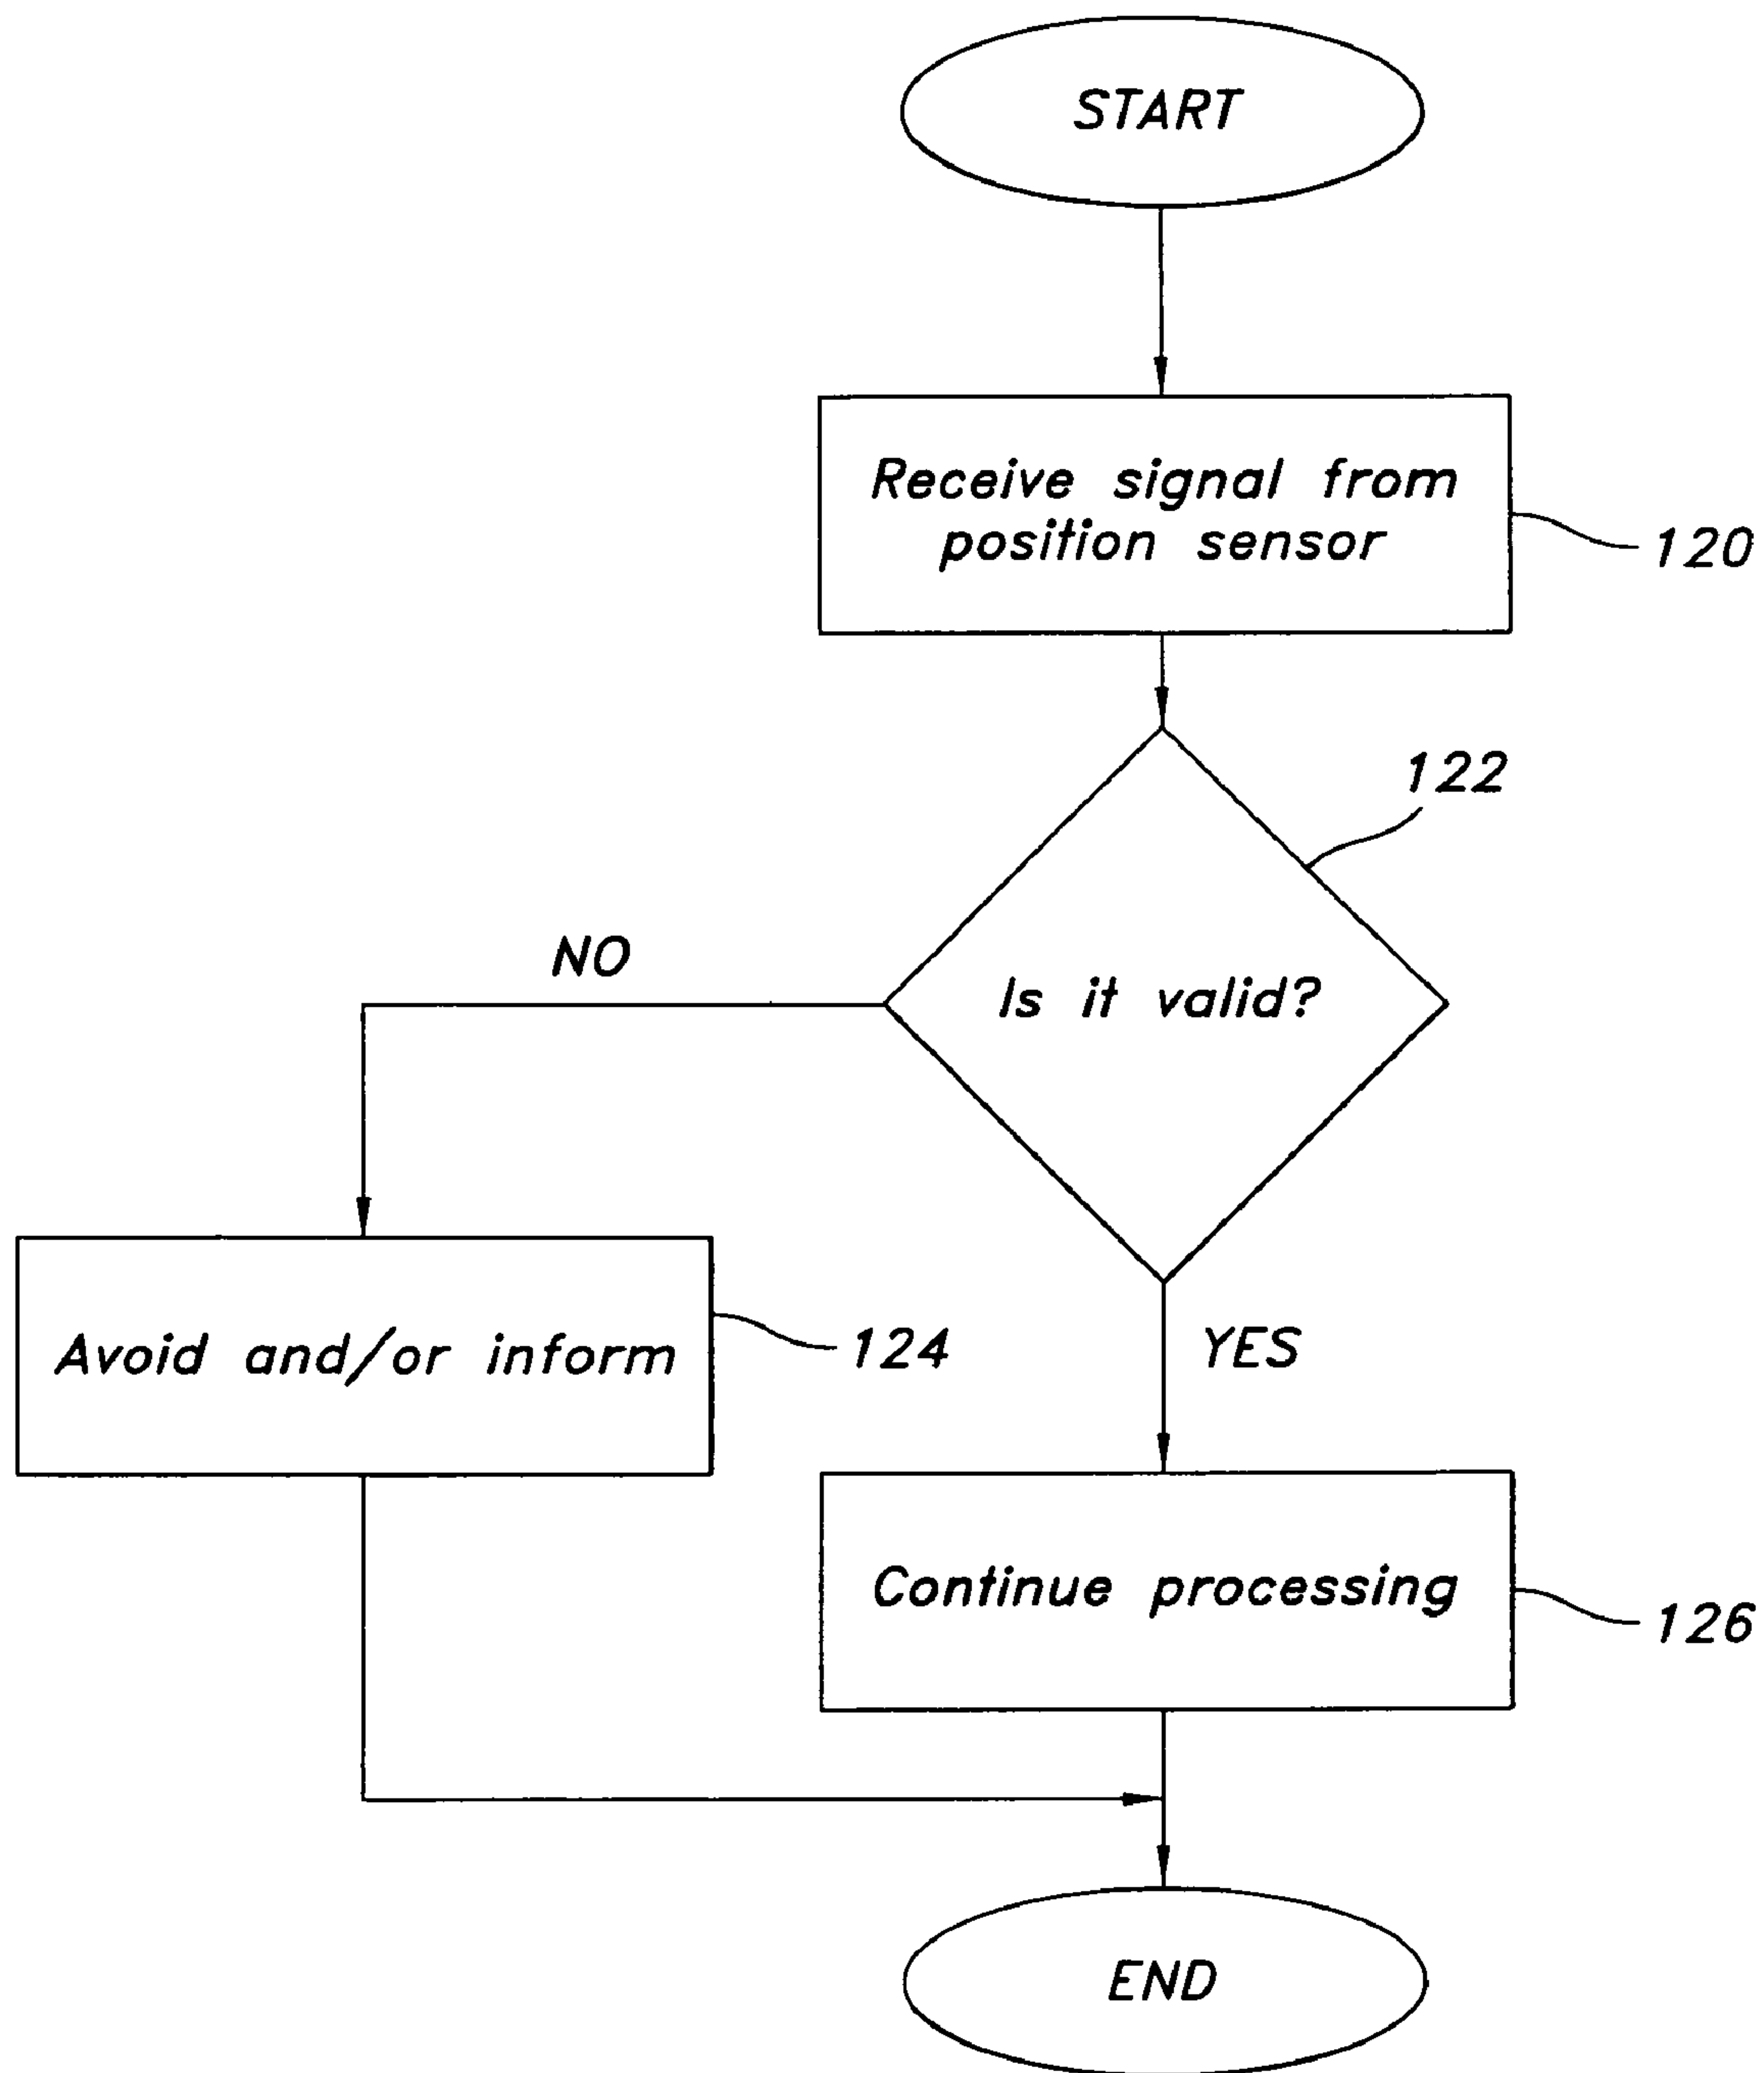 START
Receive signal from
position sensor
120
122
NO
Is it valid?
Avoid and/or inform
124
YES
Continue processing
126
END